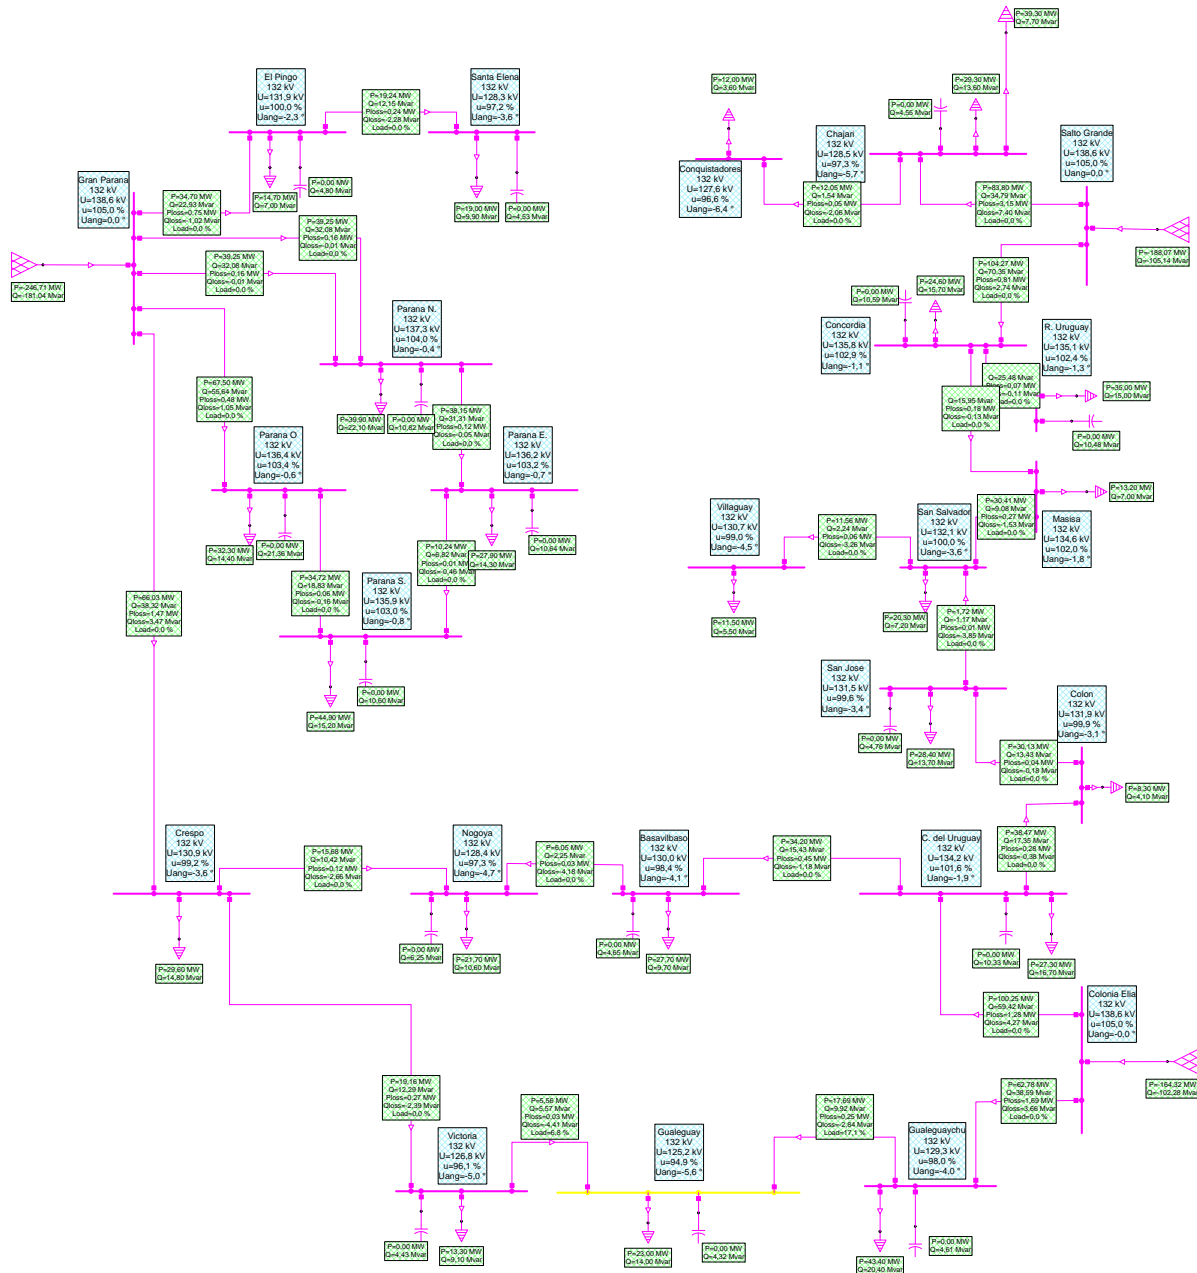 P=39,30 MW
Q=7,70 Mvar
El Pingo
132 kV
U=131,9 kV
u=100,0 %
Uang=-2,3 °
P=19,24 MW
Q=12,15 Mvar
Ploss=0,24 MW
Qloss=-2,28 Mvar
Load=0,0 %
Santa Elena
132 kV
U=128,3 kV
u=97,2 %
Uang=-3,6 °
P=12,00 MW
Q=3,60 Mvar
P=0,00 MW
Q=4,55 Mvar
P=29,30 MW
Q=13,60 Mvar
Chajari
132 kV
U=128,5 kV
u=97,3 %
Uang=-5,7 °
Salto Grande
132 kV
U=138,6 kV
u=105,0 %
Uang=0,0 °
Conquistadores
132 kV
U=127,6 kV
u=96,6 %
Uang=-6,4 °
P=12,05 MW
Q=1,54 Mvar
Ploss=0,05 MW
Qloss=-2,06 Mvar
Load=0,0 %
P=83,80 MW
Q=34,79 Mvar
Ploss=3,15 MW
Qloss=7,40 Mvar
Load=0,0 %
Gran Parana
132 kV
U=138,6 kV
u=105,0 %
Uang=0,0 °
P=34,70 MW
Q=22,93 Mvar
Ploss=0,75 MW
Qloss=-1,02 Mvar
Load=0,0 %
P=14,70 MW
Q=7,00 Mvar
P=0,00 MW
Q=4,80 Mvar
P=19,00 MW
Q=9,90 Mvar
P=0,00 MW
Q=4,53 Mvar
P=39,25 MW
Q=32,08 Mvar
Ploss=0,16 MW
Qloss=-0,01 Mvar
Load=0,0 %
P=39,25 MW
Q=32,08 Mvar
Ploss=0,16 MW
Qloss=-0,01 Mvar
Load=0,0 %
P=-246,71 MW
Q=-181,04 Mvar
P=-188,07 MW
Q=-105,14 Mvar
P=104,27 MW
Q=70,35 Mvar
Ploss=0,81 MW
Qloss=2,74 Mvar
Load=0,0 %
P=0,00 MW
Q=10,59 Mvar
P=24,60 MW
Q=15,70 Mvar
Parana N.
132 kV
U=137,3 kV
u=104,0 %
Uang=-0,4 °
Concordia
132 kV
U=135,8 kV
u=102,9 %
Uang=-1,1 °
R. Uruguay
132 kV
U=135,1 kV
u=102,4 %
Uang=-1,3 °
Q=25,48 Mvar
Ploss=0,07 MW
Load=0,0 %
Q=15,95 Mvar
Ploss=0,18 MW
Qloss=-0,13 Mvar
Load=0,0 %
P=35,00 MW
Q=15,00 Mvar
P=0,00 MW
Q=10,48 Mvar
P=67,50 MW
Q=55,64 Mvar
Ploss=0,48 MW
Qloss=1,05 Mvar
Load=0,0 %
P=39,90 MW
Q=22,10 Mvar
P=0,00 MW
Q=10,82 Mvar
P=38,15 MW
Q=31,31 Mvar
Ploss=0,12 MW
Qloss=-0,05 Mvar
Load=0,0 %
Parana O
132 kV
U=136,4 kV
u=103,4 %
Uang=-0,6 °
Parana E.
132 kV
U=136,2 kV
u=103,2 %
Uang=-0,7 °
P=13,20 MW
Q=7,00 Mvar
P=30,41 MW
Q=9,08 Mvar
Ploss=0,27 MW
Qloss=-1,53 Mvar
Load=0,0 %
Villaguay
132 kV
U=130,7 kV
u=99,0 %
Uang=-4,5 °
P=11,56 MW
Q=2,24 Mvar
Ploss=0,06 MW
Qloss=-3,26 Mvar
Load=0,0 %
San Salvador
132 kV
U=132,1 kV
u=100,0 %
Uang=-3,6 °
Masisa
132 kV
U=134,6 kV
u=102,0 %
Uang=-1,8 °
P=32,30 MW
Q=14,40 Mvar
P=0,00 MW
Q=21,36 Mvar
P=10,24 MW
Q=6,82 Mvar
Ploss=0,01 MW
Qloss=-0,46 Mvar
Load=0,0 %
P=27,90 MW
Q=14,30 Mvar
P=0,00 MW
Q=10,64 Mvar
P=34,72 MW
Q=18,83 Mvar
Ploss=0,06 MW
Qloss=-0,16 Mvar
Load=0,0 %
Parana S.
132 kV
U=135,9 kV
u=103,0 %
Uang=-0,8 °
P=66,03 MW
Q=38,32 Mvar
Ploss=1,47 MW
Qloss=3,47 Mvar
Load=0,0 %
P=11,50 MW
Q=5,50 Mvar
P=20,30 MW
Q=7,20 Mvar
P=1,72 MW
Q=-1,17 Mvar
Ploss=0,01 MW
Qloss=-3,85 Mvar
Load=0,0 %
P=44,90 MW
Q=15,20 Mvar
P=0,00 MW
Q=10,60 Mvar
San Jose
132 kV
U=131,5 kV
u=99,6 %
Uang=-3,4 °
Colon
132 kV
U=131,9 kV
u=99,9 %
Uang=-3,1 °
P=0,00 MW
Q=4,76 Mvar
P=28,40 MW
Q=13,70 Mvar
P=30,13 MW
Q=13,43 Mvar
Ploss=0,04 MW
Qloss=-0,18 Mvar
Load=0,0 %
P=8,30 MW
Q=4,10 Mvar
Crespo
132 kV
U=130,9 kV
u=99,2 %
Uang=-3,6 °
P=15,68 MW
Q=10,42 Mvar
Ploss=0,12 MW
Qloss=-2,66 Mvar
Load=0,0 %
Nogoya
132 kV
U=128,4 kV
u=97,3 %
Uang=-4,7 °
P=6,05 MW
Q=2,25 Mvar
Ploss=0,03 MW
Qloss=-4,18 Mvar
Load=0,0 %
Basavilbaso
132 kV
U=130,0 kV
u=98,4 %
Uang=-4,1 °
P=34,20 MW
Q=15,43 Mvar
Ploss=0,45 MW
Qloss=-1,18 Mvar
Load=0,0 %
C. del Uruguay
132 kV
U=134,2 kV
u=101,6 %
Uang=-1,9 °
P=38,47 MW
Q=17,35 Mvar
Ploss=0,26 MW
Qloss=-0,38 Mvar
Load=0,0 %
P=29,60 MW
Q=14,80 Mvar
P=0,00 MW
Q=6,25 Mvar
P=21,70 MW
Q=10,60 Mvar
P=0,00 MW
Q=4,65 Mvar
P=27,70 MW
Q=9,70 Mvar
P=0,00 MW
Q=10,33 Mvar
P=27,30 MW
Q=16,70 Mvar
P=100,25 MW
Q=59,42 Mvar
Ploss=1,28 MW
Qloss=4,27 Mvar
Load=0,0 %
Colonia Elia
132 kV
U=138,6 kV
u=105,0 %
Uang=-0,0 °
P=-164,32 MW
Q=-102,28 Mvar
P=19,16 MW
Q=12,29 Mvar
Ploss=0,27 MW
Qloss=-2,39 Mvar
Load=0,0 %
P=5,56 MW
Q=5,57 Mvar
Ploss=0,03 MW
Qloss=-4,41 Mvar
Load=6,8 %
P=17,69 MW
Q=9,92 Mvar
Ploss=0,25 MW
Qloss=-2,84 Mvar
Load=17,1 %
P=62,78 MW
Q=38,59 Mvar
Ploss=1,69 MW
Qloss=3,66 Mvar
Load=0,0 %
Victoria
132 kV
U=126,8 kV
u=96,1 %
Uang=-5,0 °
Gualeguay
132 kV
U=125,2 kV
u=94,9 %
Uang=-5,6 °
Gualeguaychu
132 kV
U=129,3 kV
u=98,0 %
Uang=-4,0 °
P=0,00 MW
Q=4,43 Mvar
P=13,30 MW
Q=9,10 Mvar
P=23,00 MW
Q=14,00 Mvar
P=0,00 MW
Q=4,32 Mvar
P=43,40 MW
Q=20,40 Mvar
P=0,00 MW
Q=4,61 Mvar